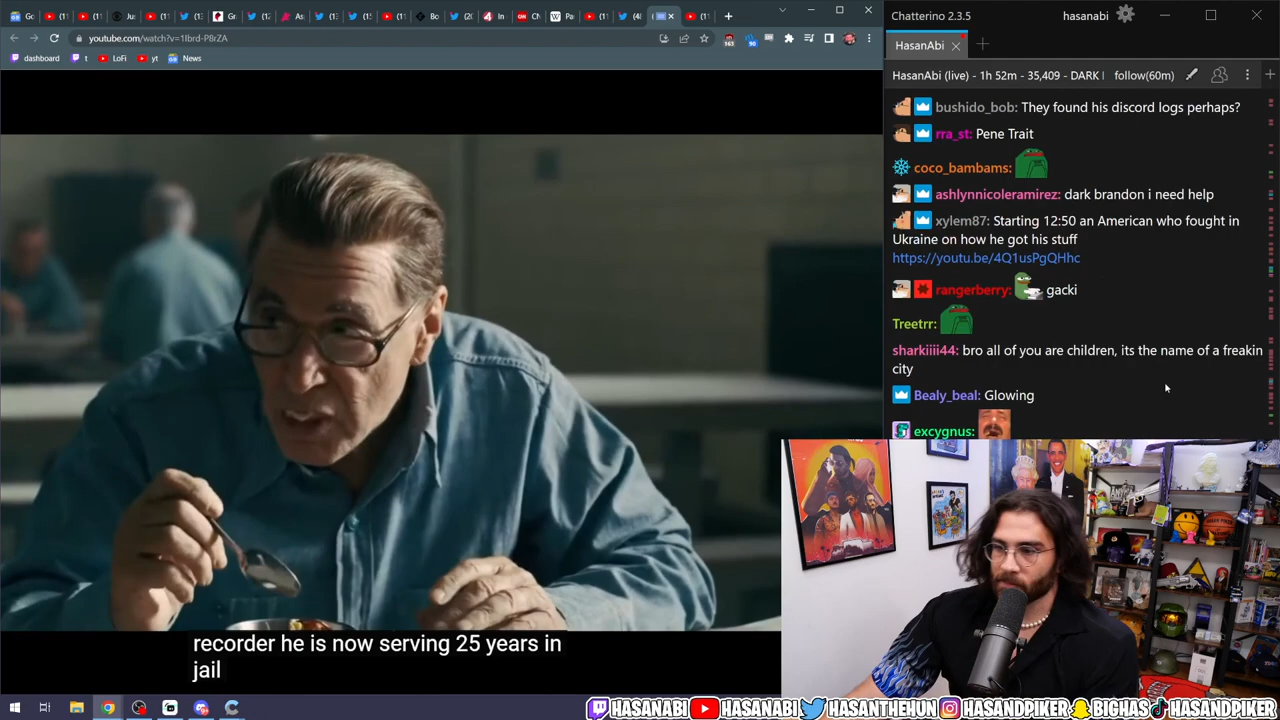 Chatterino 2.3.5
hasanabi
HasanAbi
youtube.com/watch?v=1Ibrd-P8rZA
dashboard
t
LoFi
yt
News
HasanAbi (live) - 1h 52m - 35,409 - DARK
follow(60m)
bushido_bob: They found his discord logs perhaps?
rra_st: Pene Trait
coco_bambams:
ashlynnicoleramirez: dark brandon i need help
xylem87: Starting 12:50 an American who fought in
Ukraine on how he got his stuff
https://youtu.be/4Q1usPgQHhc
rangerberry: gacki
Treetrr:
sharkiiii44: bro all of you are children, its the name of a freakin
city
Bealy_beal: Glowing
excygnus:
recorder he is now serving 25 years in
jail
HASANABI
HASANABI
HASANTHEHUN
HASANDPIKER
BIGHAS
HASANDPIKER